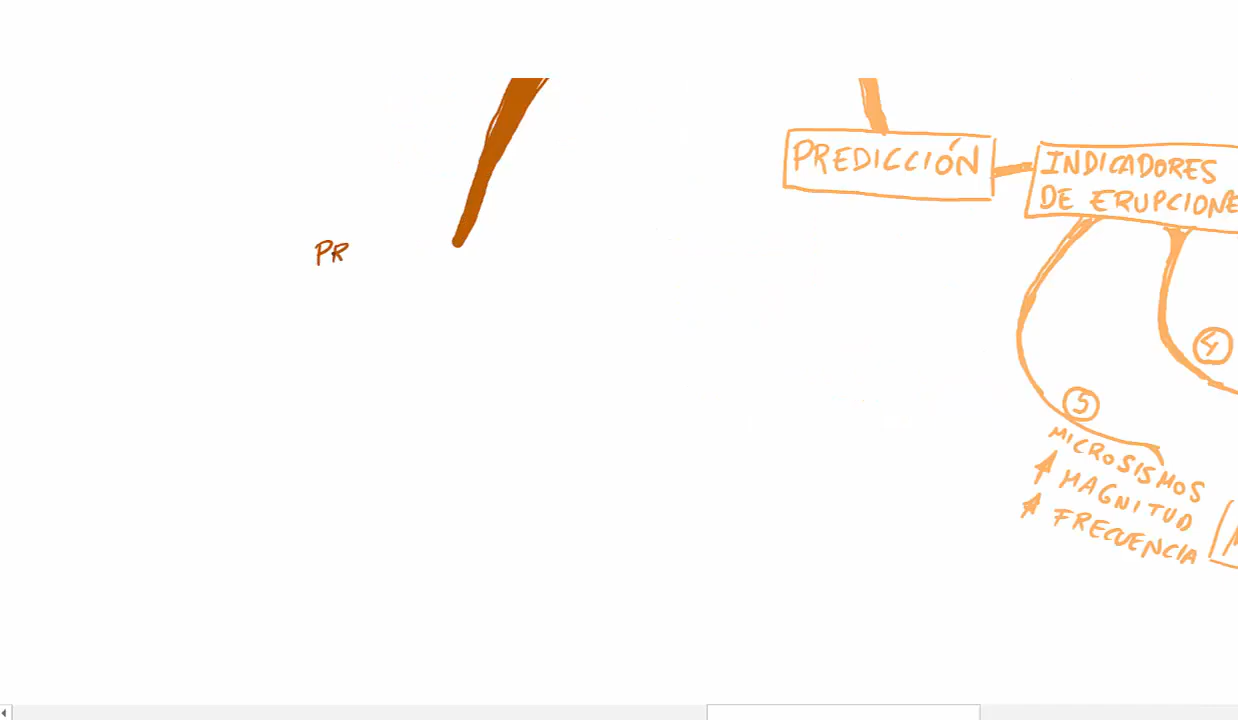 PREDICCIÓN
INDICADORES
DE ERUPCIONE
PR
4
5
MICROSISMOS
MAGNITUD
FRECUENCIA